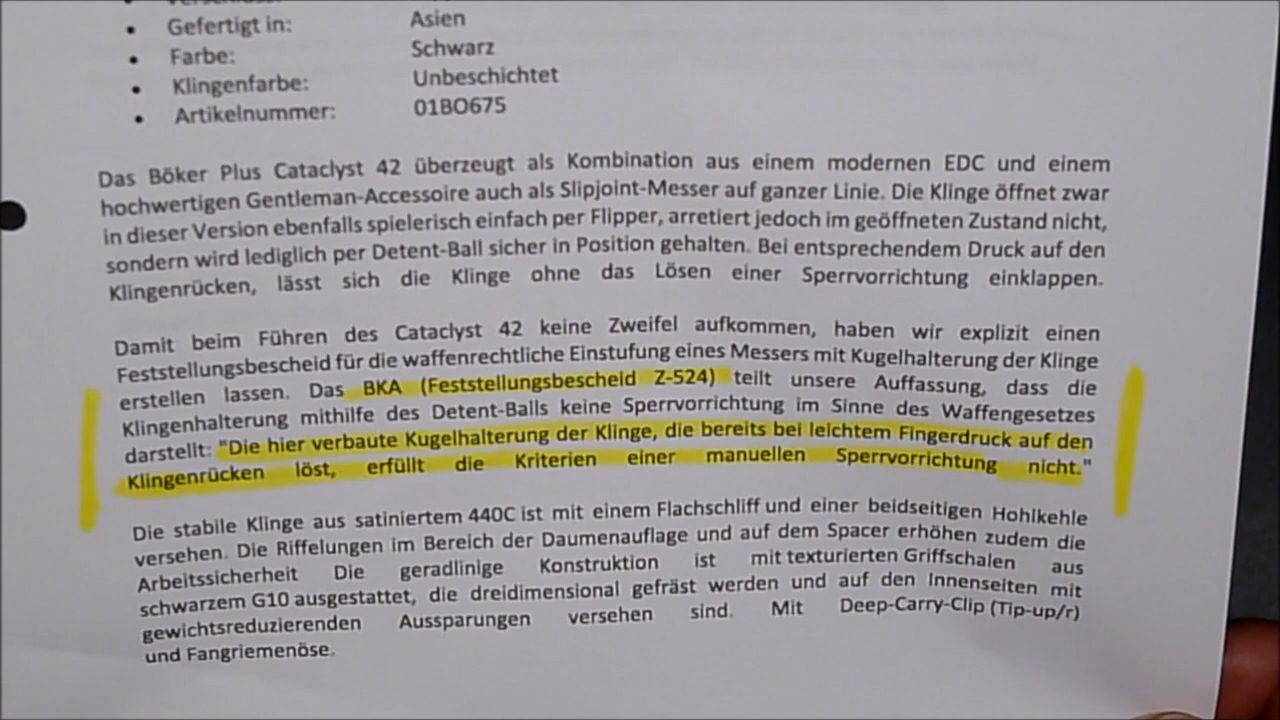 Gefertigt in: Asien
Farbe: Schwarz
Klingenfarbe: Unbeschichtet
Artikelnummer: 01BO675
Das Böker Plus Cataclyst 42 überzeugt als Kombination aus einem modernen EDC und einem
hochwertigen Gentleman-Accessoire auch als Slipjoint-Messer auf ganzer Linie. Die Klinge öffnet zwar
in dieser Version ebenfalls spielerisch einfach per Flipper, arretiert jedoch im geöffneten Zustand nicht,
sondern wird lediglich per Detent-Ball sicher in Position gehalten. Bei entsprechendem Druck auf den
Klingenrücken, lässt sich die Klinge ohne das Lösen einer Sperrvorrichtung einklappen.
Damit beim Führen des Cataclyst 42 keine Zweifel aufkommen, haben wir explizit einen
Feststellungsbescheid für die waffenrechtliche Einstufung eines Messers mit Kugelhalterung der Klinge
erstellen lassen. Das BKA (Feststellungsbescheid Z-524) teilt unsere Auffassung, dass die
Klingenhalterung mithilfe des Detent-Balls keine Sperrvorrichtung im Sinne des Waffengesetzes
darstellt: "Die hier verbaute Kugelhalterung der Klinge, die bereits bei leichtem Fingerdruck auf den
Klingenrücken löst, erfüllt die Kriterien einer manuellen Sperrvorrichtung nicht."
Die stabile Klinge aus satiniertem 440C ist mit einem Flachschliff und einer beidseitigen Hohlkehle
versehen. Die Riffelungen im Bereich der Daumenauflage und auf dem Spacer erhöhen zudem die
Arbeitssicherheit Die geradlinige Konstruktion ist mit texturierten Griffschalen aus
schwarzem G10 ausgestattet, die dreidimensional gefräst werden und auf den Innenseiten mit
gewichtsreduzierenden Aussparungen versehen sind. Mit Deep-Carry-Clip (Tip-up/r)
und Fangriemenöse.